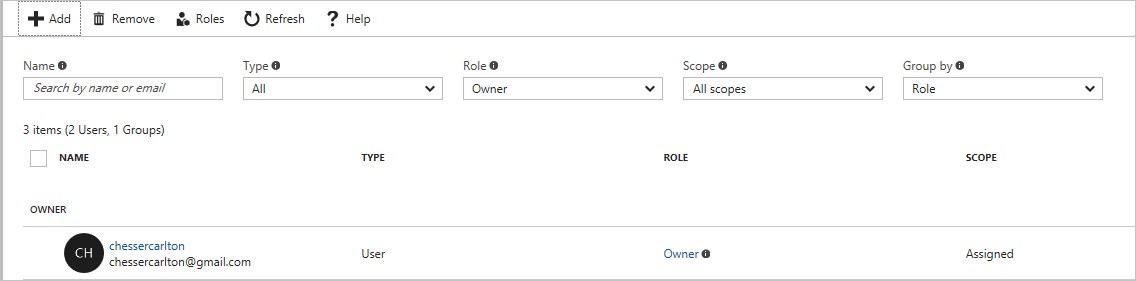 Add Remove Roles Refresh ? Help
Name Type Role Scope Group by
Search by name or email All Owner All scopes Role
3 items (2 Users, 1 Groups)
NAME TYPE ROLE SCOPE
OWNER
CH chessercarlton User Owner Assigned
chessercarlton@gmail.com